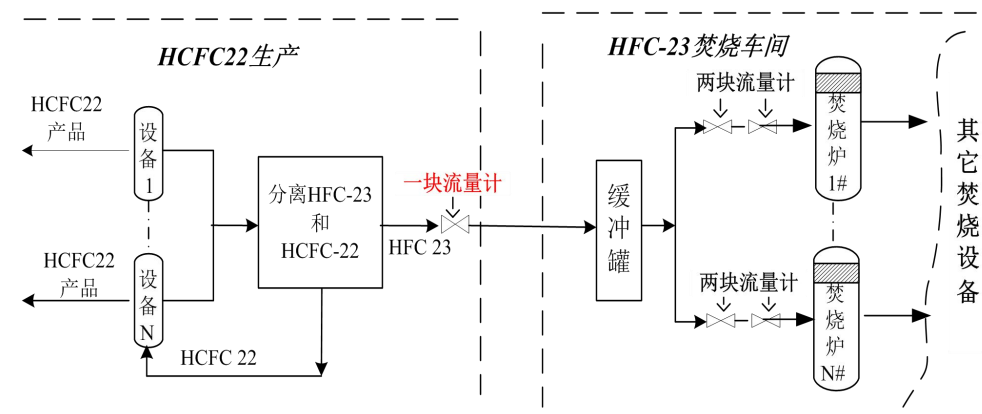 HCFC22生产
HFC-23焚烧车间
HCFC22
产品
设备1
HCFC22
产品
设备N
分离HFC-23
和
HCFC-22
HCFC 22
一块流量计
HFC 23
缓冲罐
两块流量计
焚烧炉1#
两块流量计
焚烧炉N#
其它焚烧设备